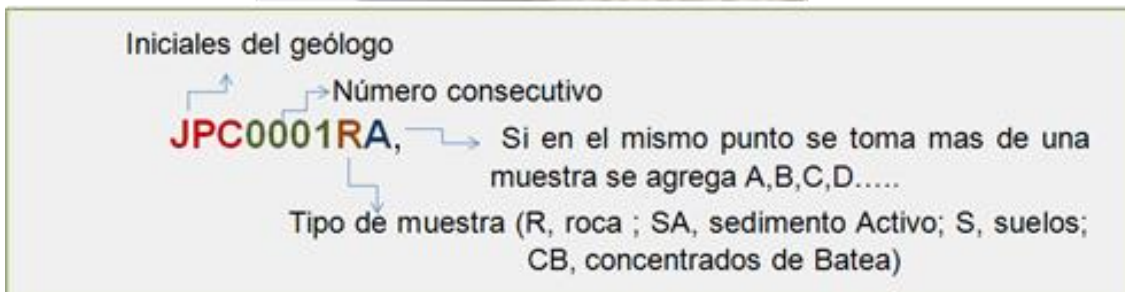 Iniciales del geólogo
Número consecutivo
JPC0001RA,
Si en el mismo punto se toma mas de una
muestra se agrega A,B,C,D.....
Tipo de muestra (R, roca ; SA, sedimento Activo; S, suelos;
CB, concentrados de Batea)